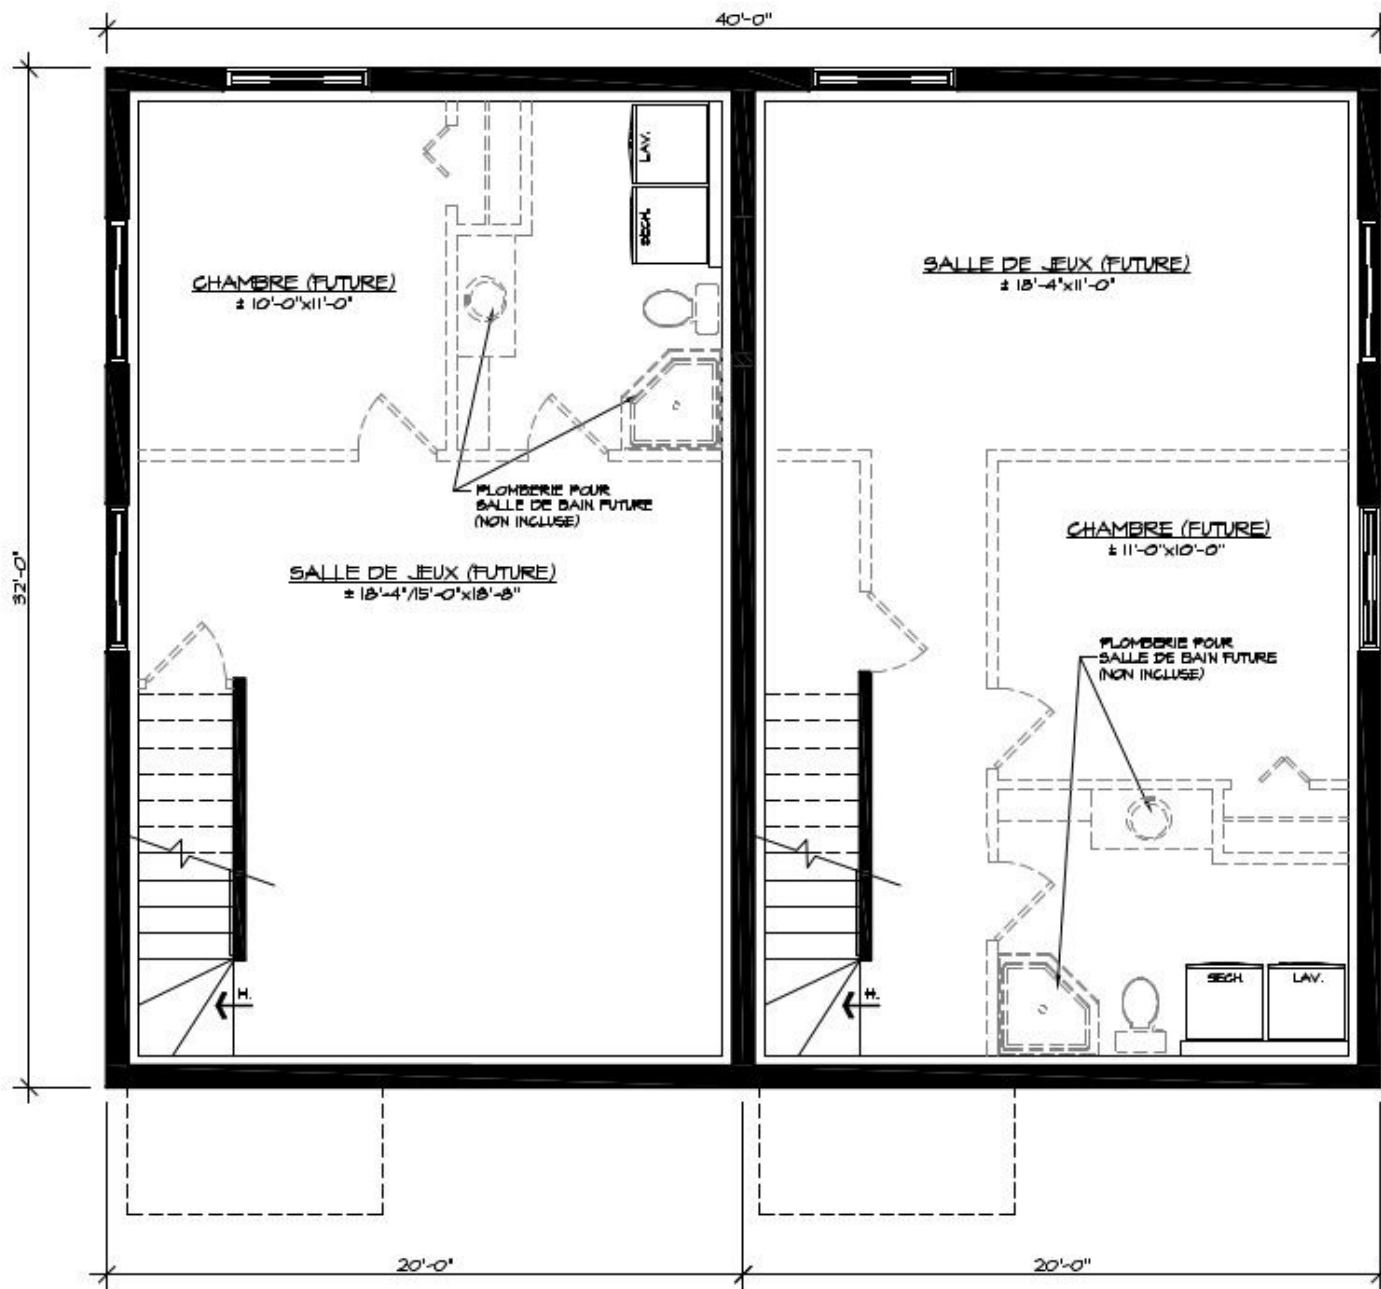 40'-0"
LAV.
SECH.
CHAMBRE (FUTURE)
± 10'-0"x11'-0"
SALLE DE JEUX (FUTURE)
± 18'-4"x11'-0"
PLOMBERIE POUR
SALLE DE BAIN FUTURE
(NON INCLUSE)
CHAMBRE (FUTURE)
± 11'-0"x10'-0"
32'-0"
SALLE DE JEUX (FUTURE)
± 18'-4"/15'-0"x18'-8"
PLOMBERIE POUR
SALLE DE BAIN FUTURE
(NON INCLUSE)
SECH.
LAV.
H.
H.
20'-0"
20'-0"